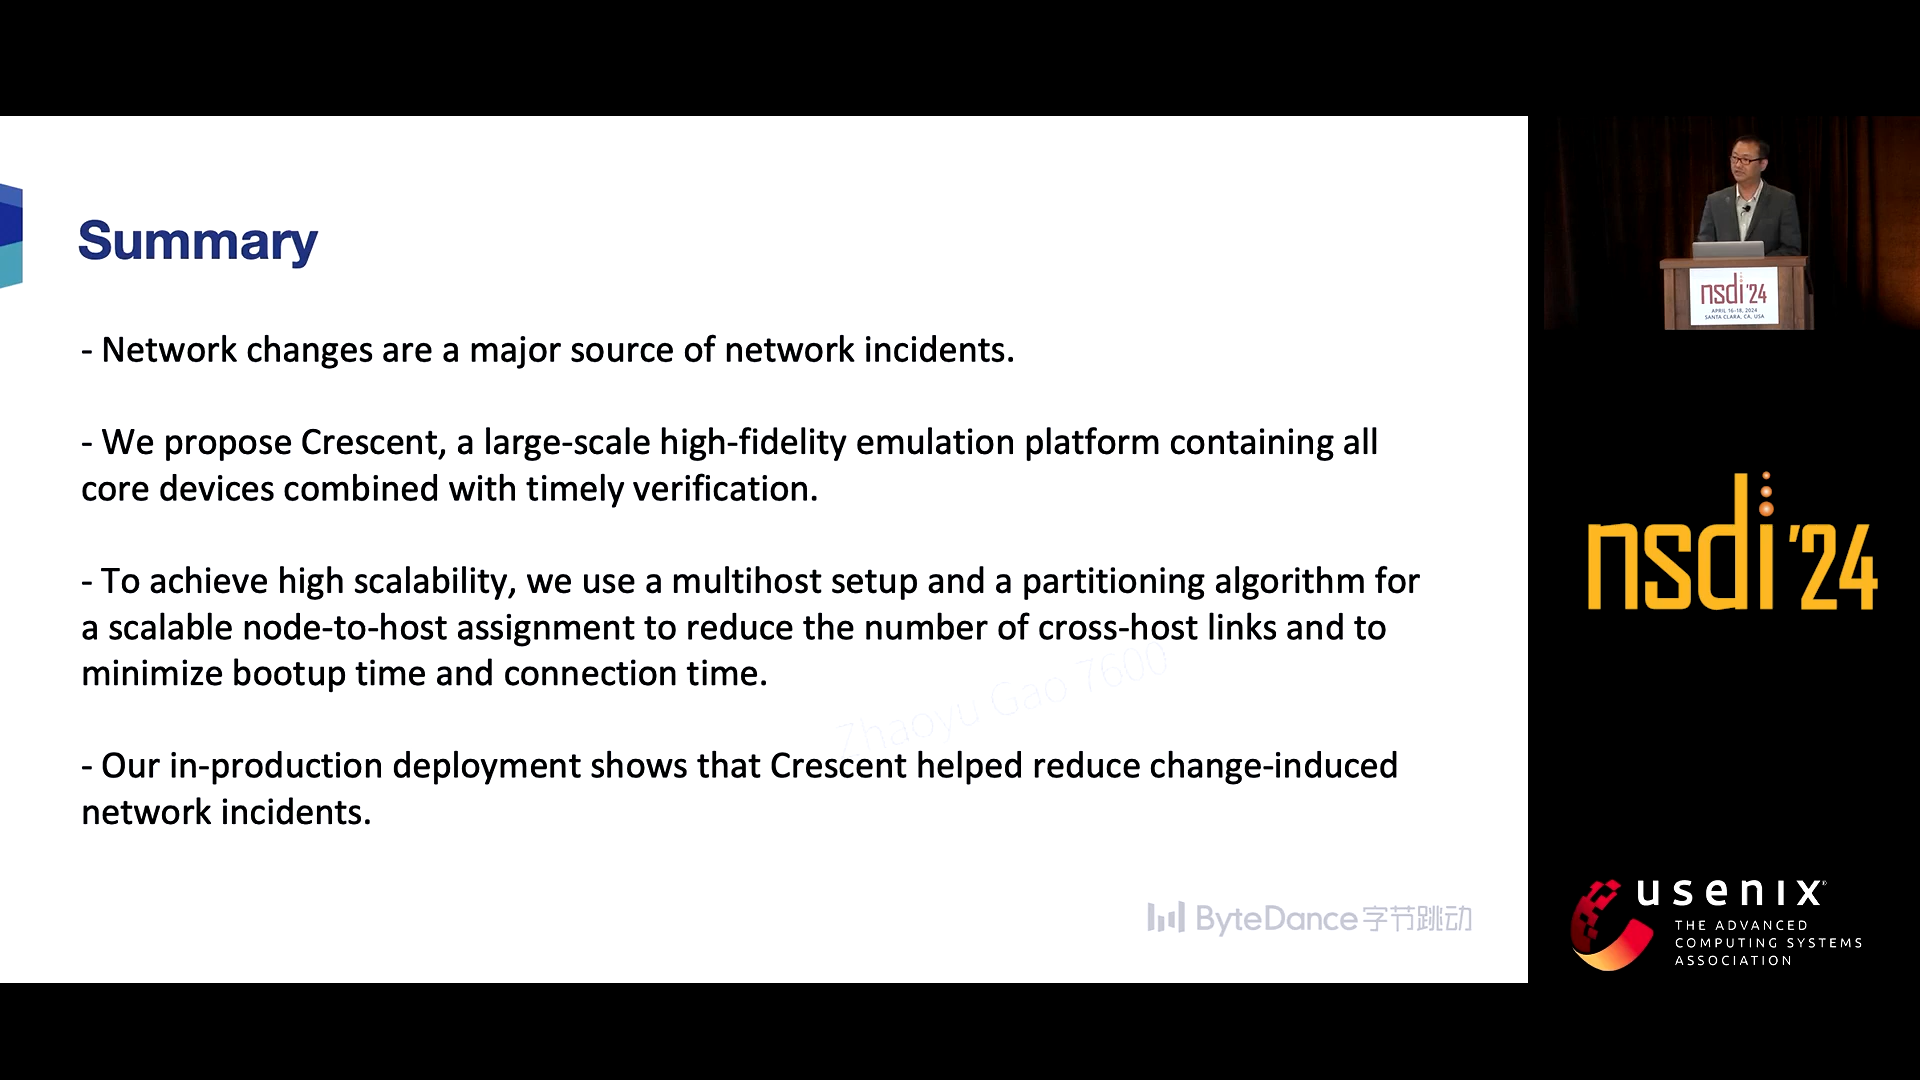 Summary
- Network changes are a major source of network incidents.
- We propose Crescent, a large-scale high-fidelity emulation platform containing all
core devices combined with timely verification.
- To achieve high scalability, we use a multihost setup and a partitioning algorithm for
a scalable node-to-host assignment to reduce the number of cross-host links and to
minimize bootup time and connection time.
Zhaoyu Gao 7600
- Our in-production deployment shows that Crescent helped reduce change-induced
network incidents.
ByteDance字节跳动
nsdi '24
APRIL 16-18, 2024
SANTA CLARA, CA, USA
nsdi '24
usenix®
THE ADVANCED
COMPUTING SYSTEMS
ASSOCIATION